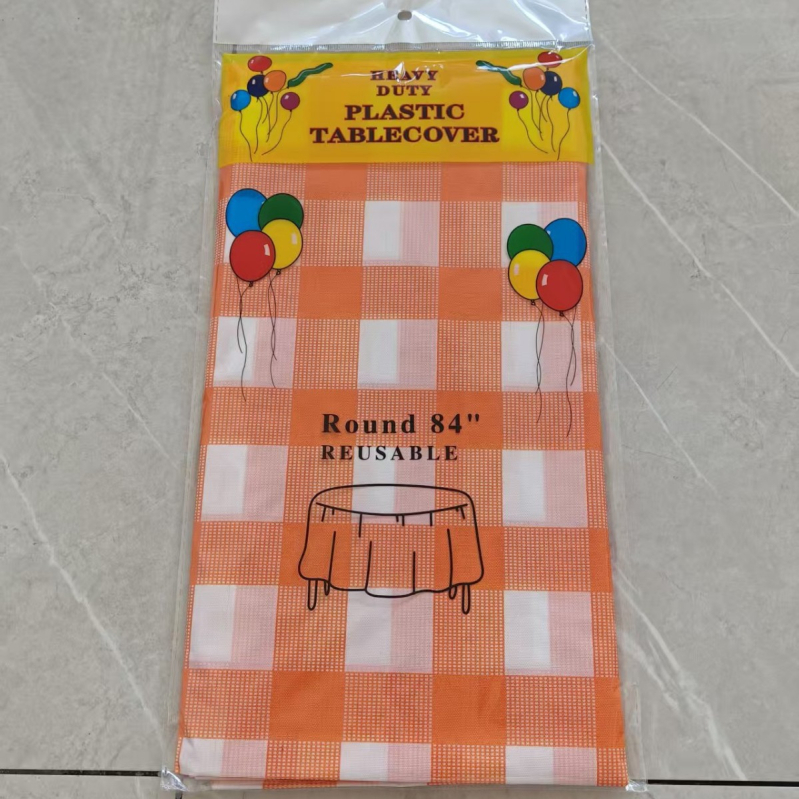 HEAVY
DUTY
PLASTIC
TABLECOVER
Round 84"
REUSABLE